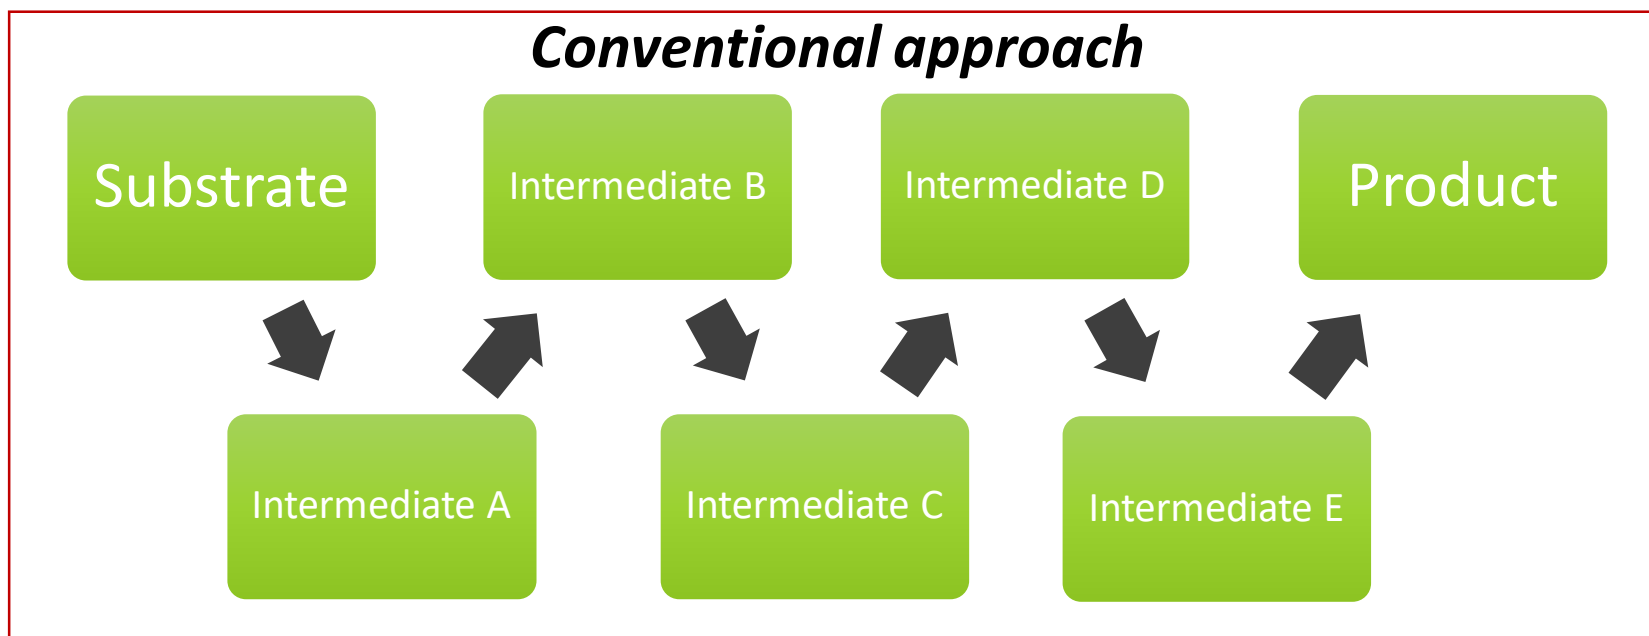 Conventional approach
Substrate
Intermediate B
Intermediate D
Product
Intermediate A
Intermediate C
Intermediate E